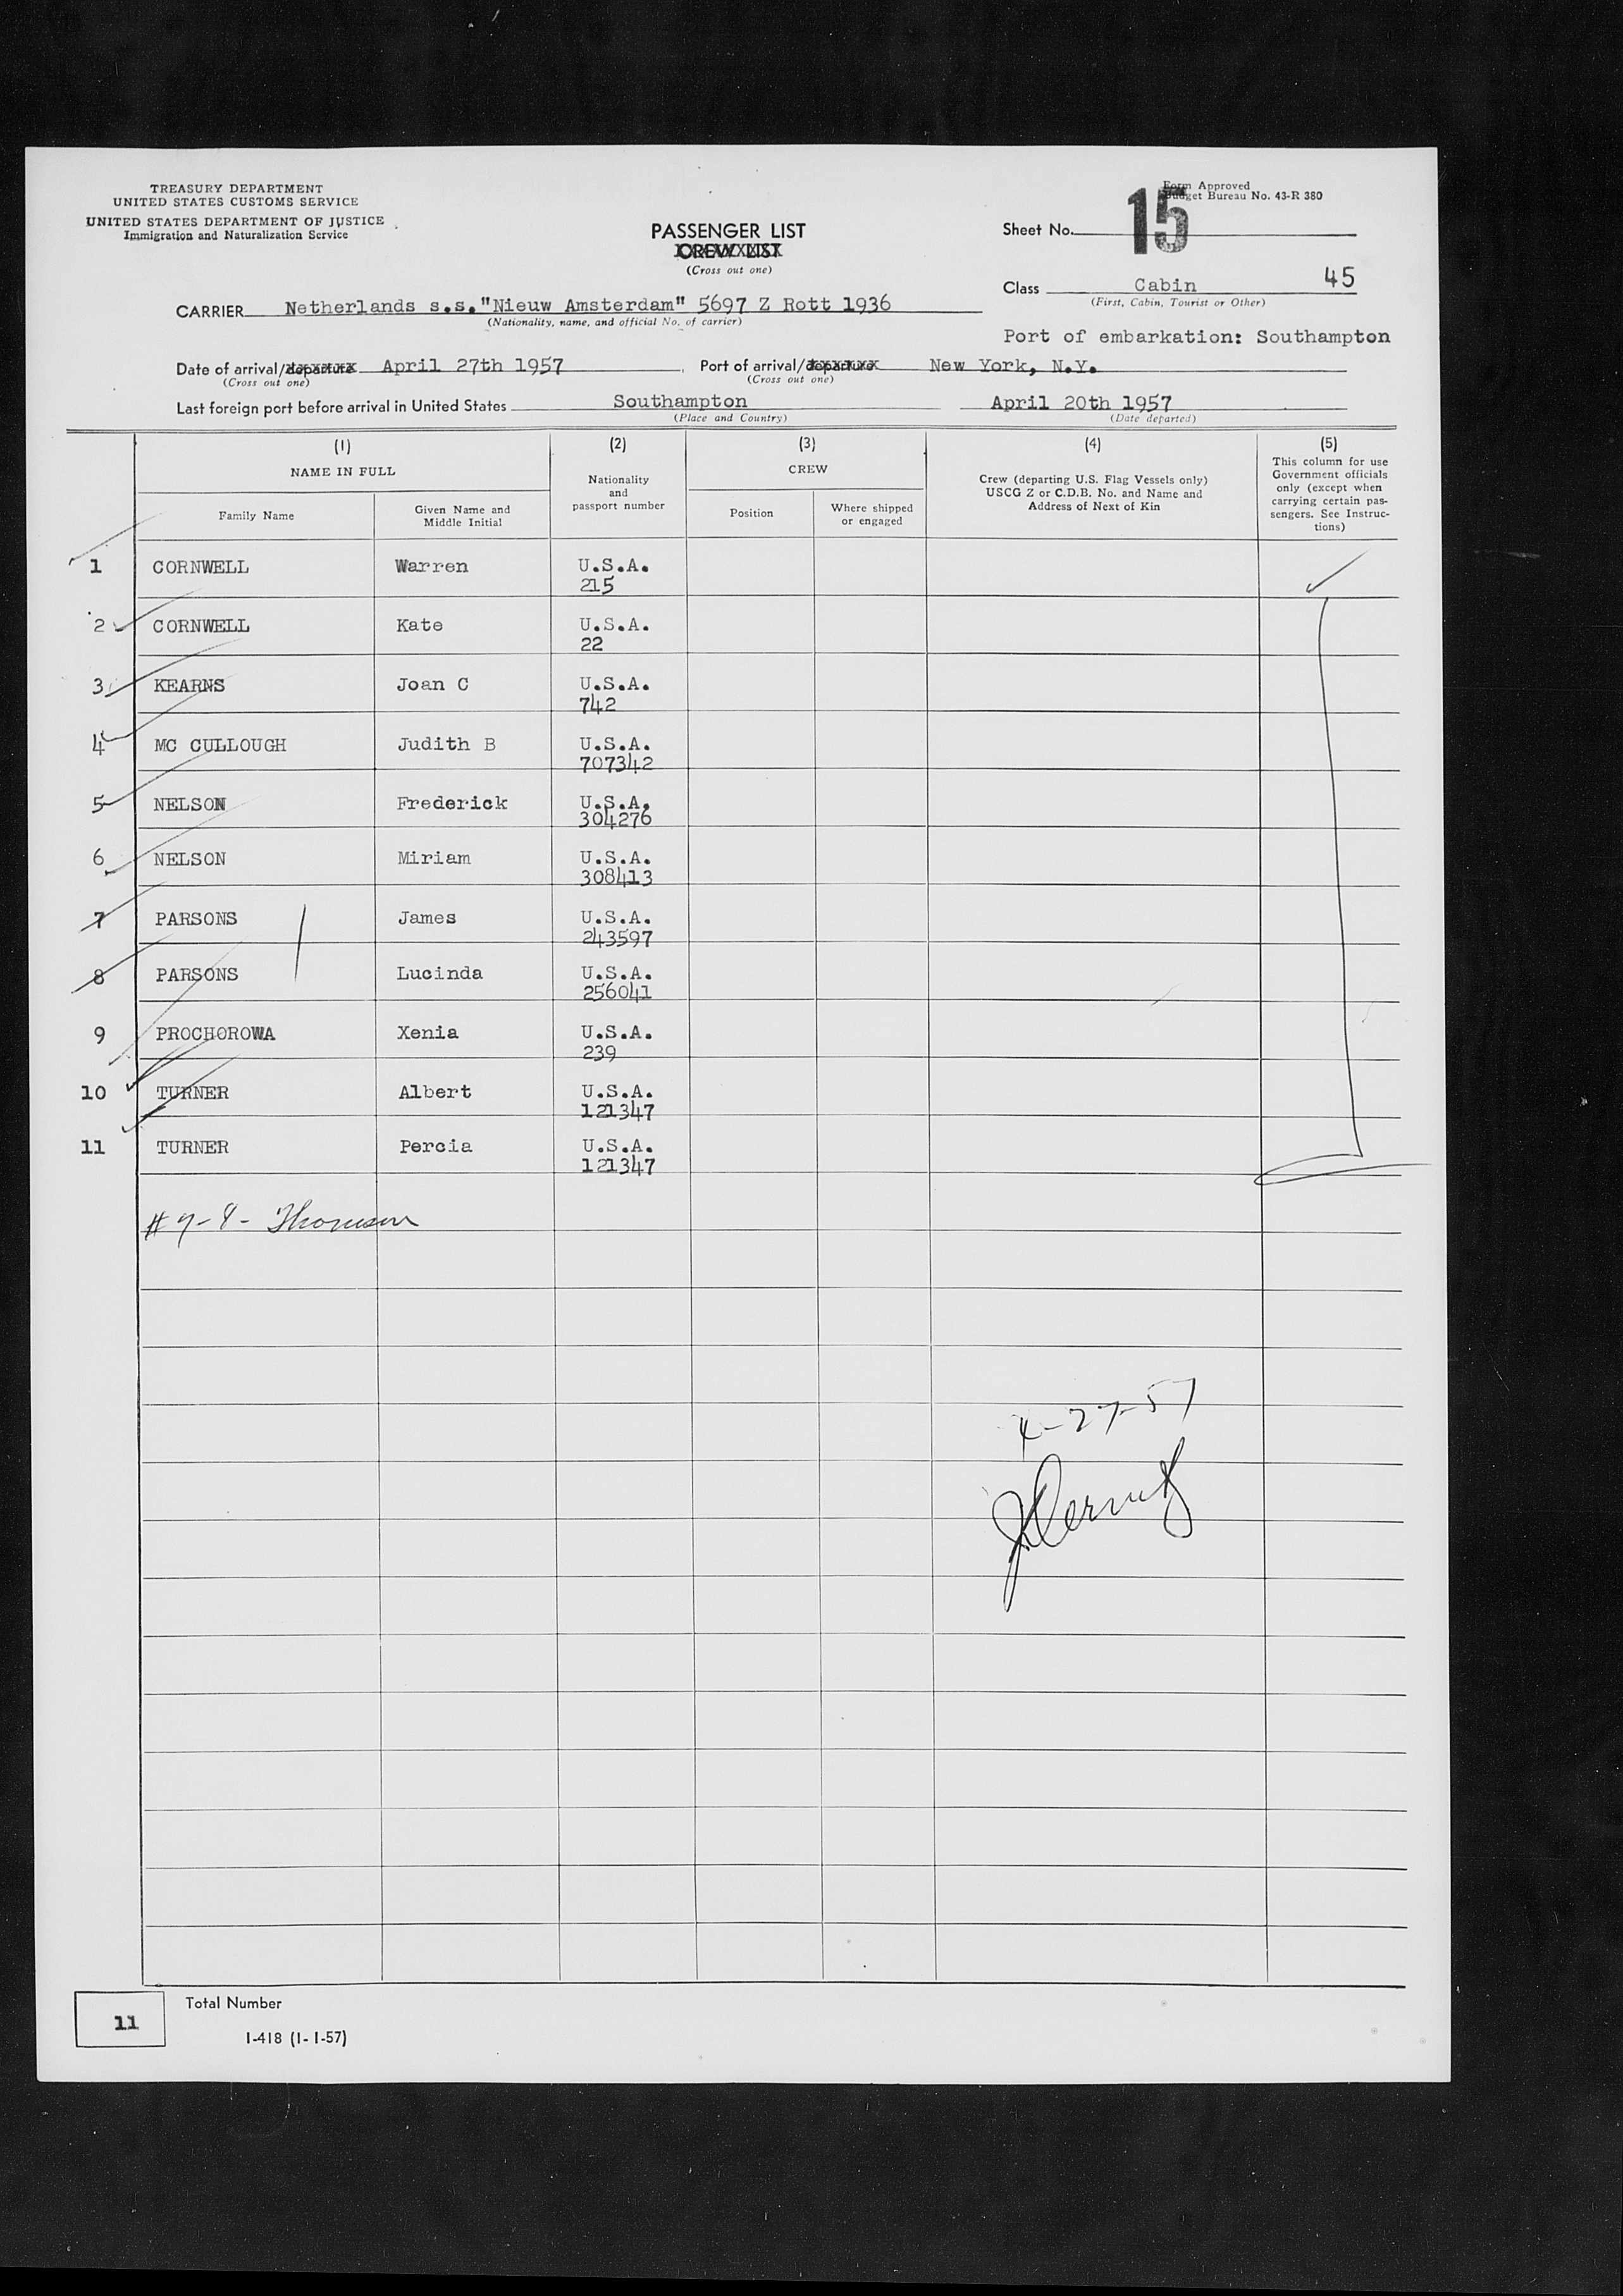 TREASURY DEPARTMENT
UNITED STATES CUSTOMS SERVICE
UNITED STATES DEPARTMENT OF JUSTICE
Immigration and Naturalization Service
PASSENGER LIST
CREW LIST
(Cross out one)
Form Approved
Budget Bureau No. 43-R 380
Sheet No. 15
Class Cabin 45
(First, Cabin, Tourist or Other)
CARRIER Netherlands s.s."Nieuw Amsterdam" 5697 Z Rott 1936
(Nationality, name, and official No. of carrier)
Port of embarkation: Southampton
Date of arrival/departure April 27th 1957 Port of arrival/departure New York, N.Y.
(Cross out one) (Cross out one)
Last foreign port before arrival in United States Southampton April 20th 1957
(Place and Country) (Date departed)
(1) (2) (3) (4) (5)
NAME IN FULL
Family Name
Given Name and
Middle Initial
Nationality
and
passport number
CREW
Position
Where shipped
or engaged
Crew (departing U.S. Flag Vessels only)
USCG Z or C.D.B. No. and Name and
Address of Next of Kin
This column for use
Government officials
only (except when
carrying certain pas-
sengers. See Instruc-
tions)
1 CORNWELL Warren U.S.A.
215
2 CORNWELL Kate U.S.A.
22
3 KEARNS Joan C U.S.A.
742
4 MC CULLOUGH Judith B U.S.A.
707342
5 NELSON Frederick U.S.A.
304276
6 NELSON Miriam U.S.A.
308413
7 PARSONS James U.S.A.
243597
8 PARSONS Lucinda U.S.A.
256041
9 PROCHOROWA Xenia U.S.A.
239
10 TURNER Albert U.S.A.
121347
11 TURNER Percia U.S.A.
121347
#7-8- Thomson
4-27-57
11 Total Number
I-418 (1-1-57)